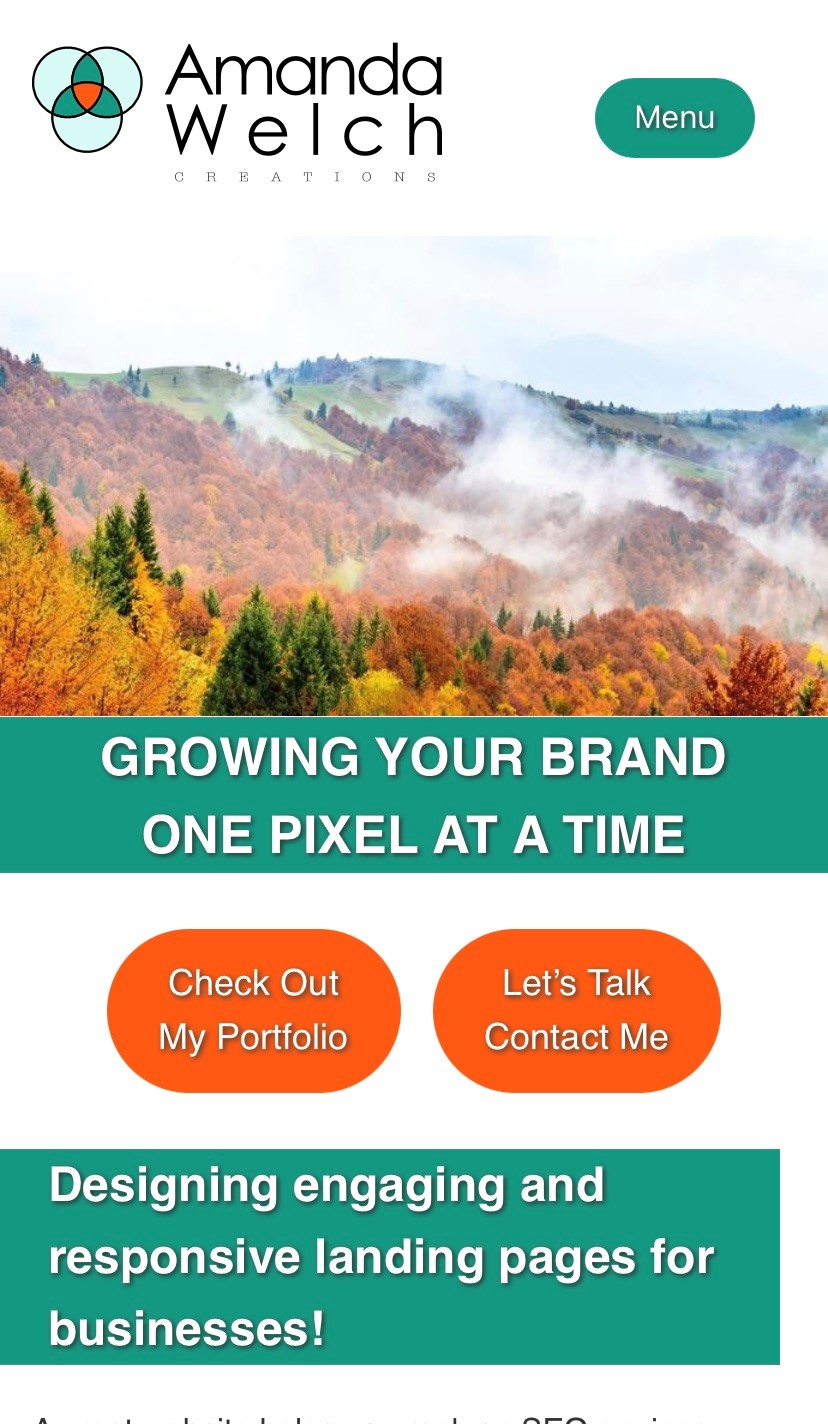 Amanda
Welch
CREATIONS
Menu
GROWING YOUR BRAND
ONE PIXEL AT A TIME
Check Out
My Portfolio
Let’s Talk
Contact Me
Designing engaging and
responsive landing pages for
businesses!